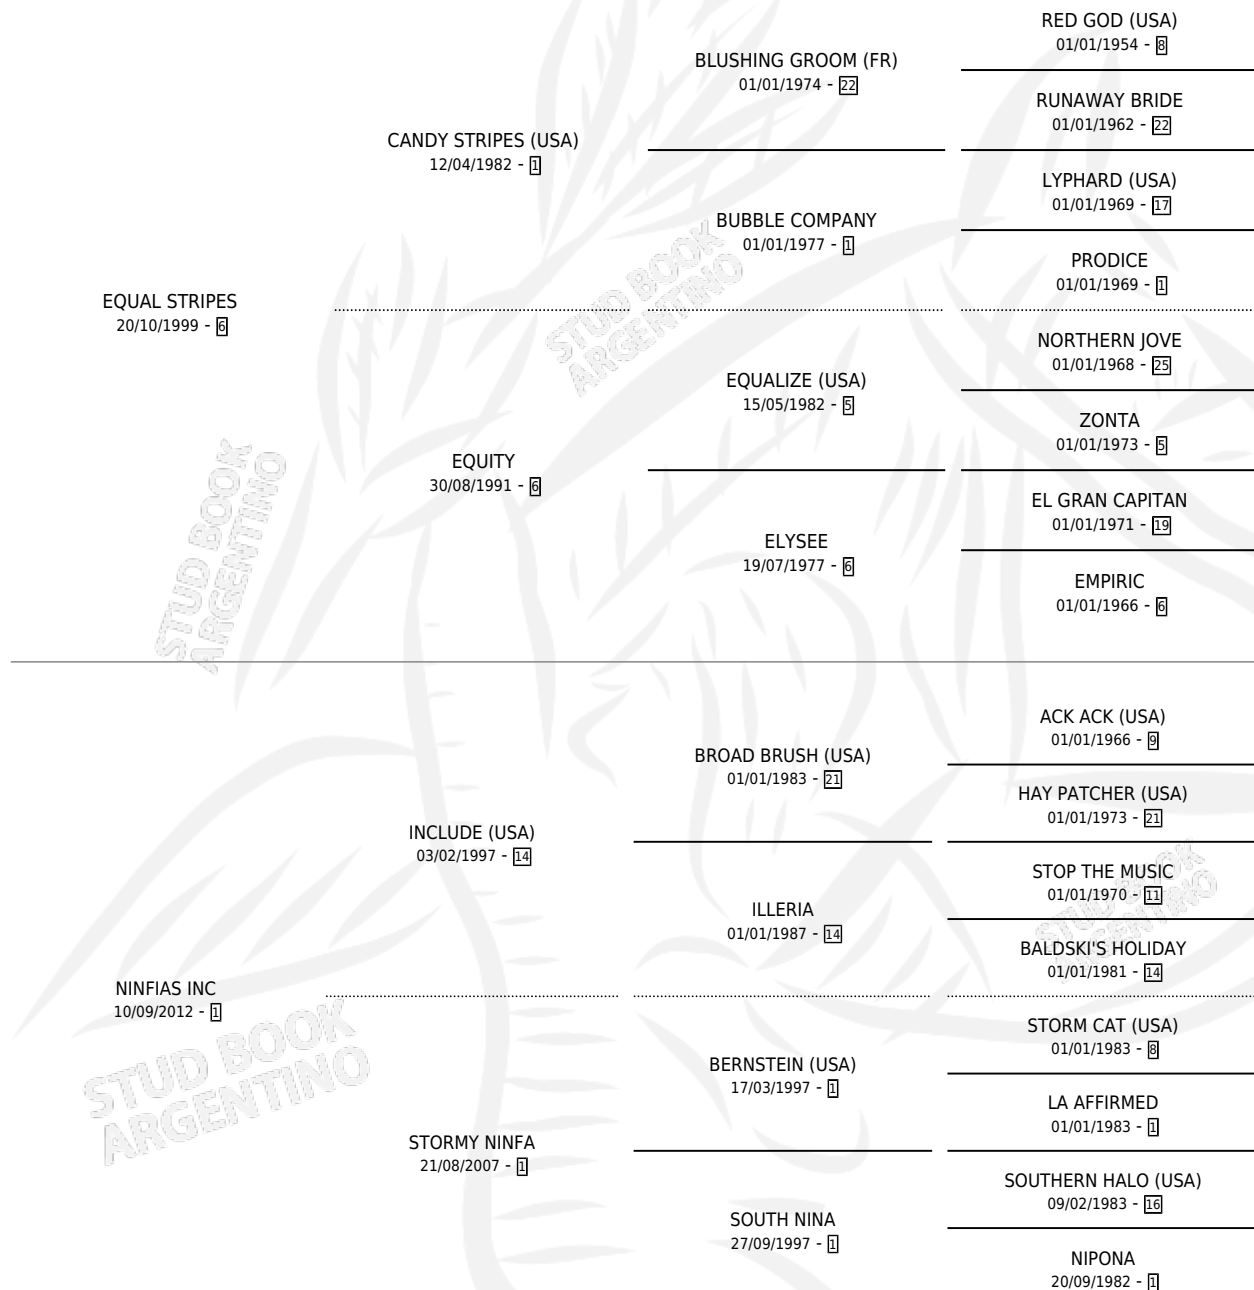 RED GOD (USA)
01/01/1954 - 8
BLUSHING GROOM (FR)
01/01/1974 - 22
RUNAWAY BRIDE
01/01/1962 - 22
CANDY STRIPES (USA)
12/04/1982 - 1
LYPHARD (USA)
01/01/1969 - 17
BUBBLE COMPANY
01/01/1977 - 1
PRODICE
01/01/1969 - 1
EQUAL STRIPES
20/10/1999 - 6
STUD BOOK
ARGENTINO
NORTHERN JOVE
01/01/1968 - 25
EQUALIZE (USA)
15/05/1982 - 5
ZONTA
01/01/1973 - 5
EQUITY
30/08/1991 - 6
EL GRAN CAPITAN
01/01/1971 - 19
ELYSEE
19/07/1977 - 6
EMPIRIC
01/01/1966 - 6
STUD BOOK
ARGENTINO
ACK ACK (USA)
01/01/1966 - 9
BROAD BRUSH (USA)
01/01/1983 - 21
HAY PATCHER (USA)
01/01/1973 - 21
INCLUDE (USA)
03/02/1997 - 14
STOP THE MUSIC
01/01/1970 - 11
ILLERIA
01/01/1987 - 14
STUD BOOK
ARGENTINO
BALDSKI'S HOLIDAY
01/01/1981 - 14
NINFIAS INC
10/09/2012 - 1
STORM CAT (USA)
01/01/1983 - 8
BERNSTEIN (USA)
17/03/1997 - 1
STUD BOOK
ARGENTINO
LA AFFIRMED
01/01/1983 - 1
STORMY NINFA
21/08/2007 - 1
SOUTHERN HALO (USA)
09/02/1983 - 16
SOUTH NINA
27/09/1997 - 1
NIPONA
20/09/1982 - 1